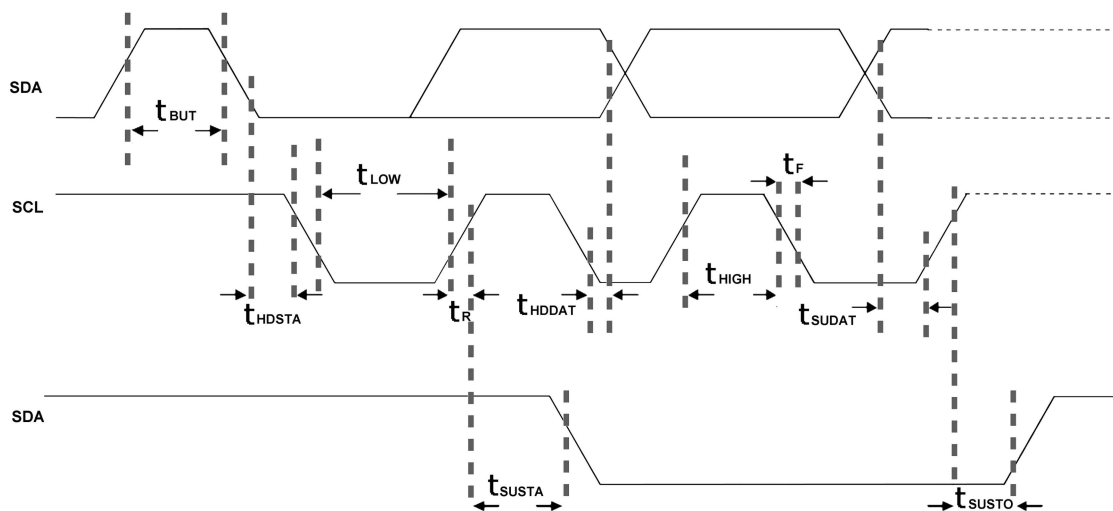 SDA
tBUT
tLOW
tF
SCL
tHDSTA
tR
tHDDAT
tHIGH
tSUDAT
SDA
tSUSTA
tSUSTO